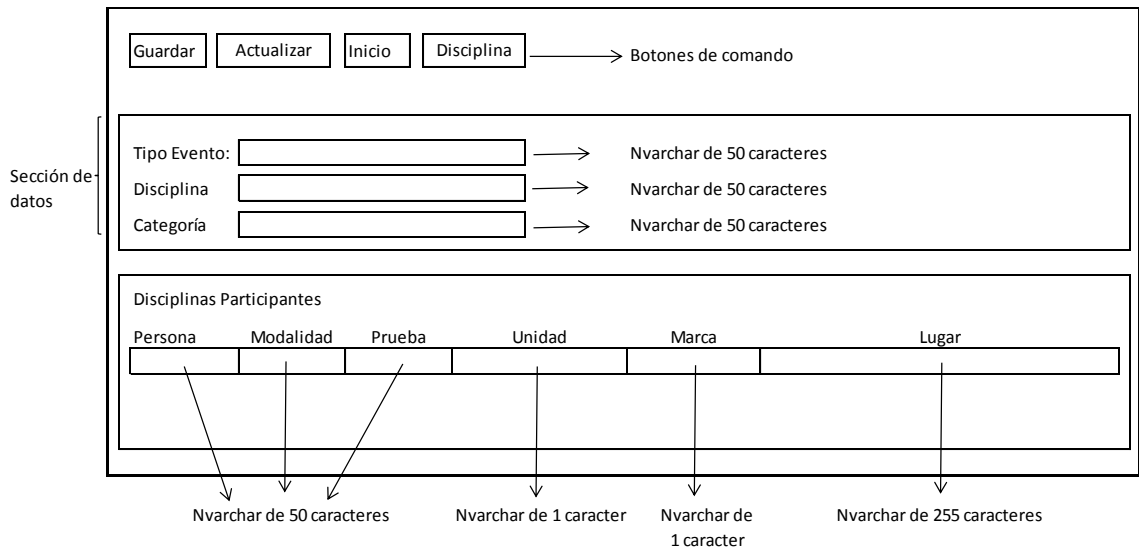 Guardar Actualizar Inicio Disciplina Botones de comando
Sección de datos
Tipo Evento: Nvarchar de 50 caracteres
Disciplina Nvarchar de 50 caracteres
Categoría Nvarchar de 50 caracteres
Disciplinas Participantes
Persona Modalidad Prueba Unidad Marca Lugar
Nvarchar de 50 caracteres Nvarchar de 1 caracter Nvarchar de 1 caracter Nvarchar de 255 caracteres